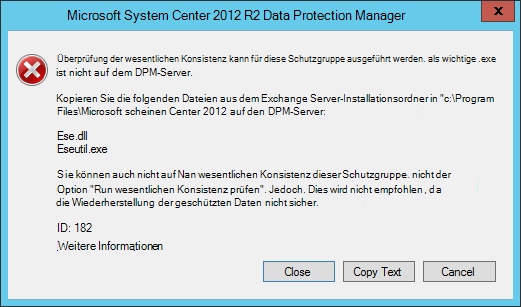 Microsoft System Center 2012 R2 Data Protection Manager
Überprüfung der wesentlichen Konsistenz kann für diese Schutzgruppe ausgeführt werden. als wichtige .exe
ist nicht auf dem DPM-Server.
Kopieren Sie die folgenden Dateien aus dem Exchange Server-Installationsordner in "c:\Program
Files\Microsoft scheinen Center 2012 auf den DPM-Server:
Ese.dll
Eseutil.exe
Sie können auch nicht auf Nan wesentlichen Konsistenz dieser Schutzgruppe. nicht der
Option "Run wesentlichen Konsistenz prüfen". Jedoch. Dies wird nicht empfohlen, da
die Wiederherstellung der geschützten Daten nicht sicher.
ID: 182
Weitere Informationen
Close Copy Text Cancel